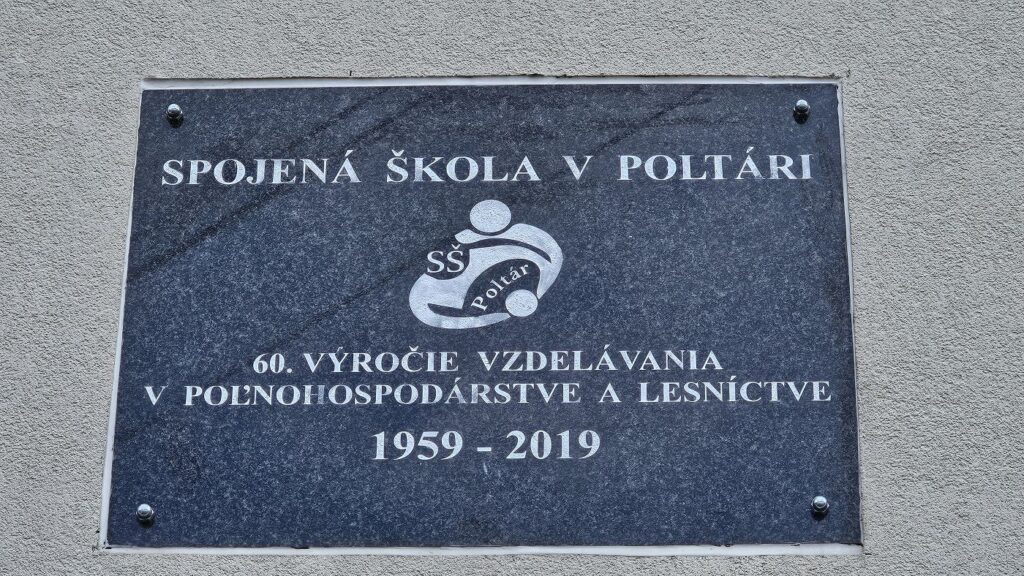 SPOJENÁ ŠKOLA V POLTÁRI
SŠ
Poltár
60. VÝROČIE VZDELÁVANIA
V POĽNOHOSPODÁRSTVE A LESNÍCTVE
1959 - 2019